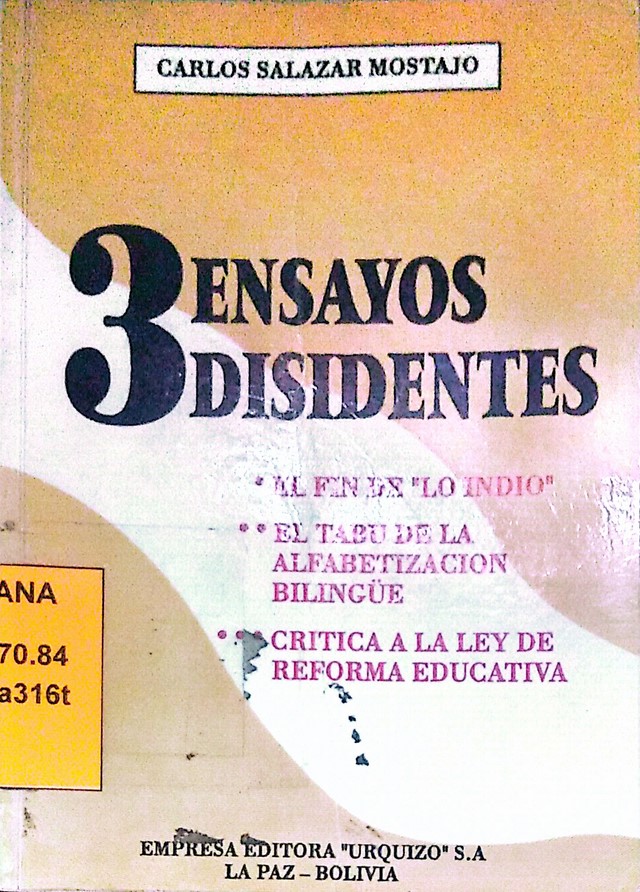 CARLOS SALAZAR MOSTAJO
3 ENSAYOS
DISIDENTES
• EL FIN DE "LO INDIO"
•• EL TABU DE LA
ALFABETIZACION
BILINGÜE
••• CRITICA A LA LEY DE
REFORMA EDUCATIVA
ANA
70.84
a316t
EMPRESA EDITORA "URQUIZO" S.A
LA PAZ – BOLIVIA